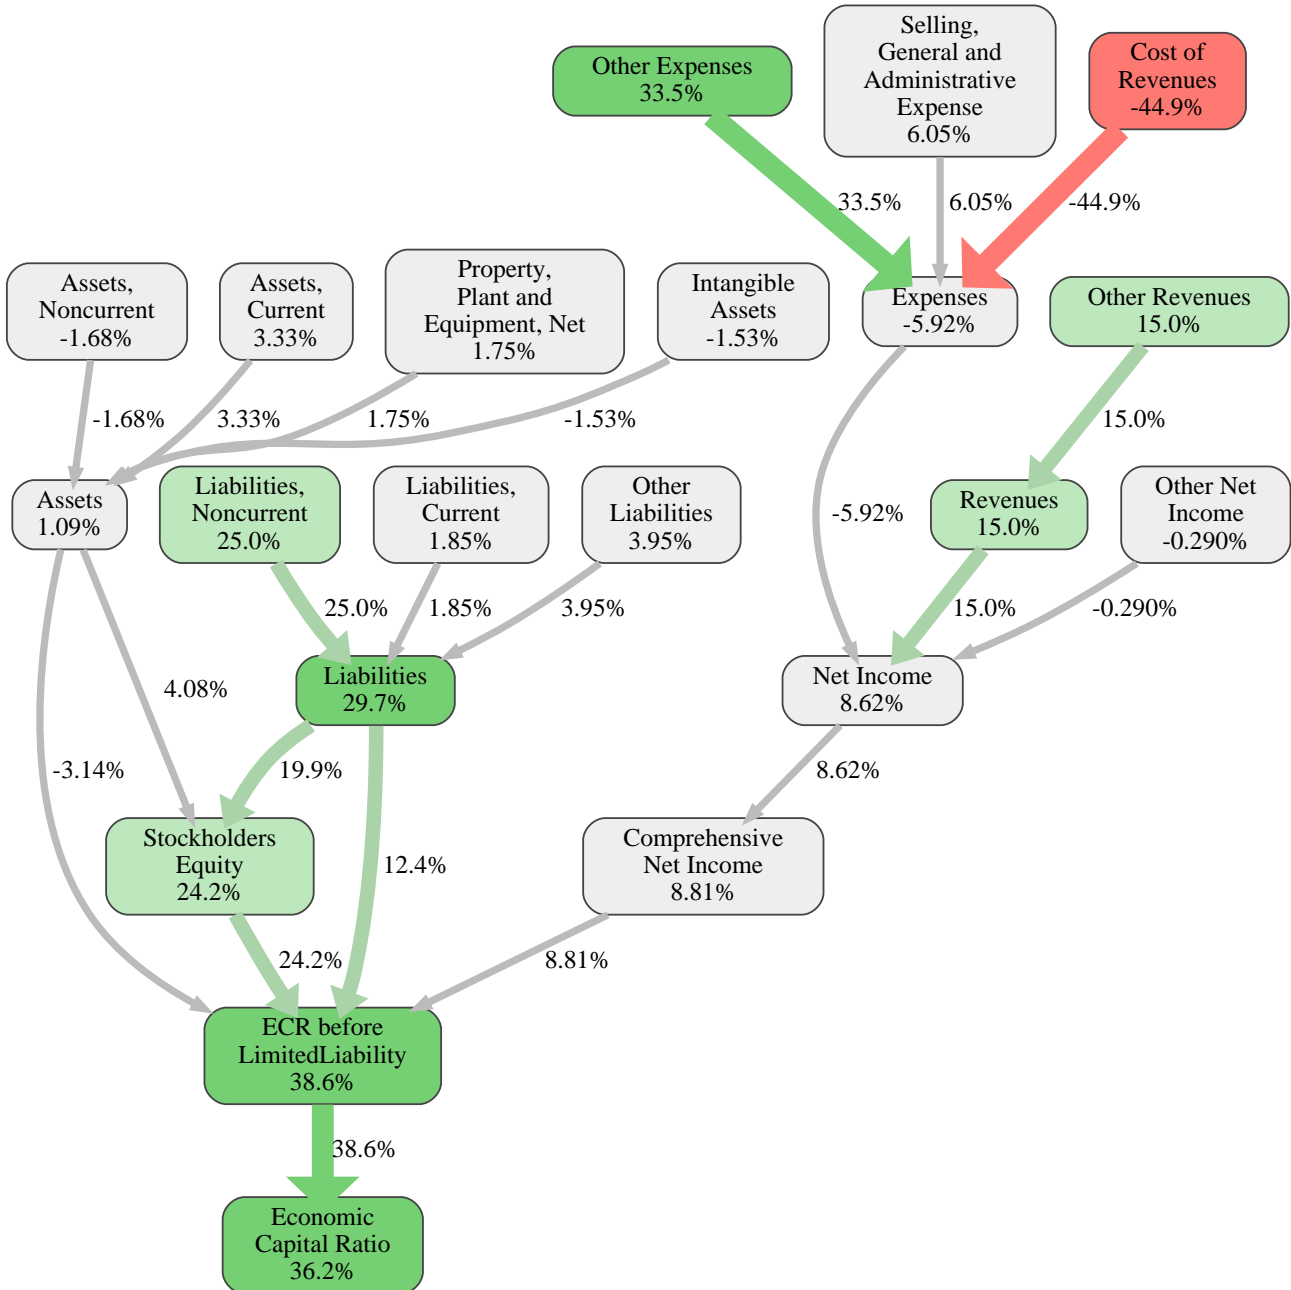 Selling,
General and
Administrative
Expense
6.05%
Other Expenses
33.5%
Cost of
Revenues
-44.9%
33.5%
6.05%
-44.9%
Assets,
Noncurrent
-1.68%
Assets,
Current
3.33%
Property,
Plant and
Equipment, Net
1.75%
Intangible
Assets
-1.53%
Expenses
-5.92%
Other Revenues
15.0%
-1.68%
3.33%
1.75%
-1.53%
15.0%
Assets
1.09%
Liabilities,
Noncurrent
25.0%
Liabilities,
Current
1.85%
Other
Liabilities
3.95%
-5.92%
Revenues
15.0%
Other Net
Income
-0.290%
25.0%
1.85%
3.95%
15.0%
-0.290%
4.08%
Liabilities
29.7%
Net Income
8.62%
-3.14%
19.9%
8.62%
Stockholders
Equity
24.2%
12.4%
Comprehensive
Net Income
8.81%
24.2%
8.81%
ECR before
LimitedLiability
38.6%
38.6%
Economic
Capital Ratio
36.2%